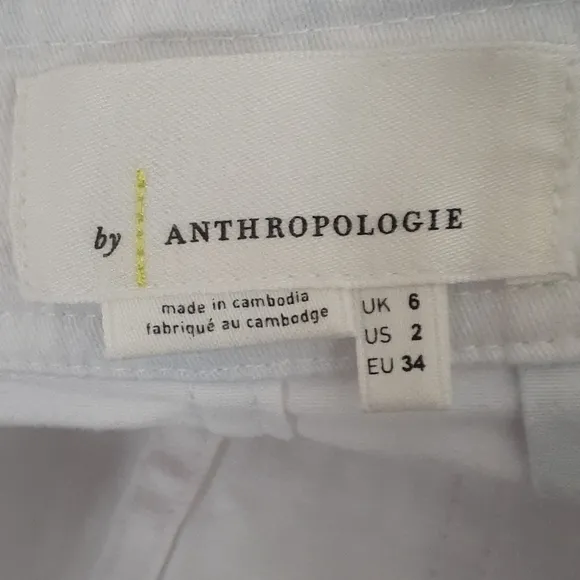 by ANTHROPOLOGIE
made in cambodia
fabriqué au cambodge
UK 6
US 2
EU 34